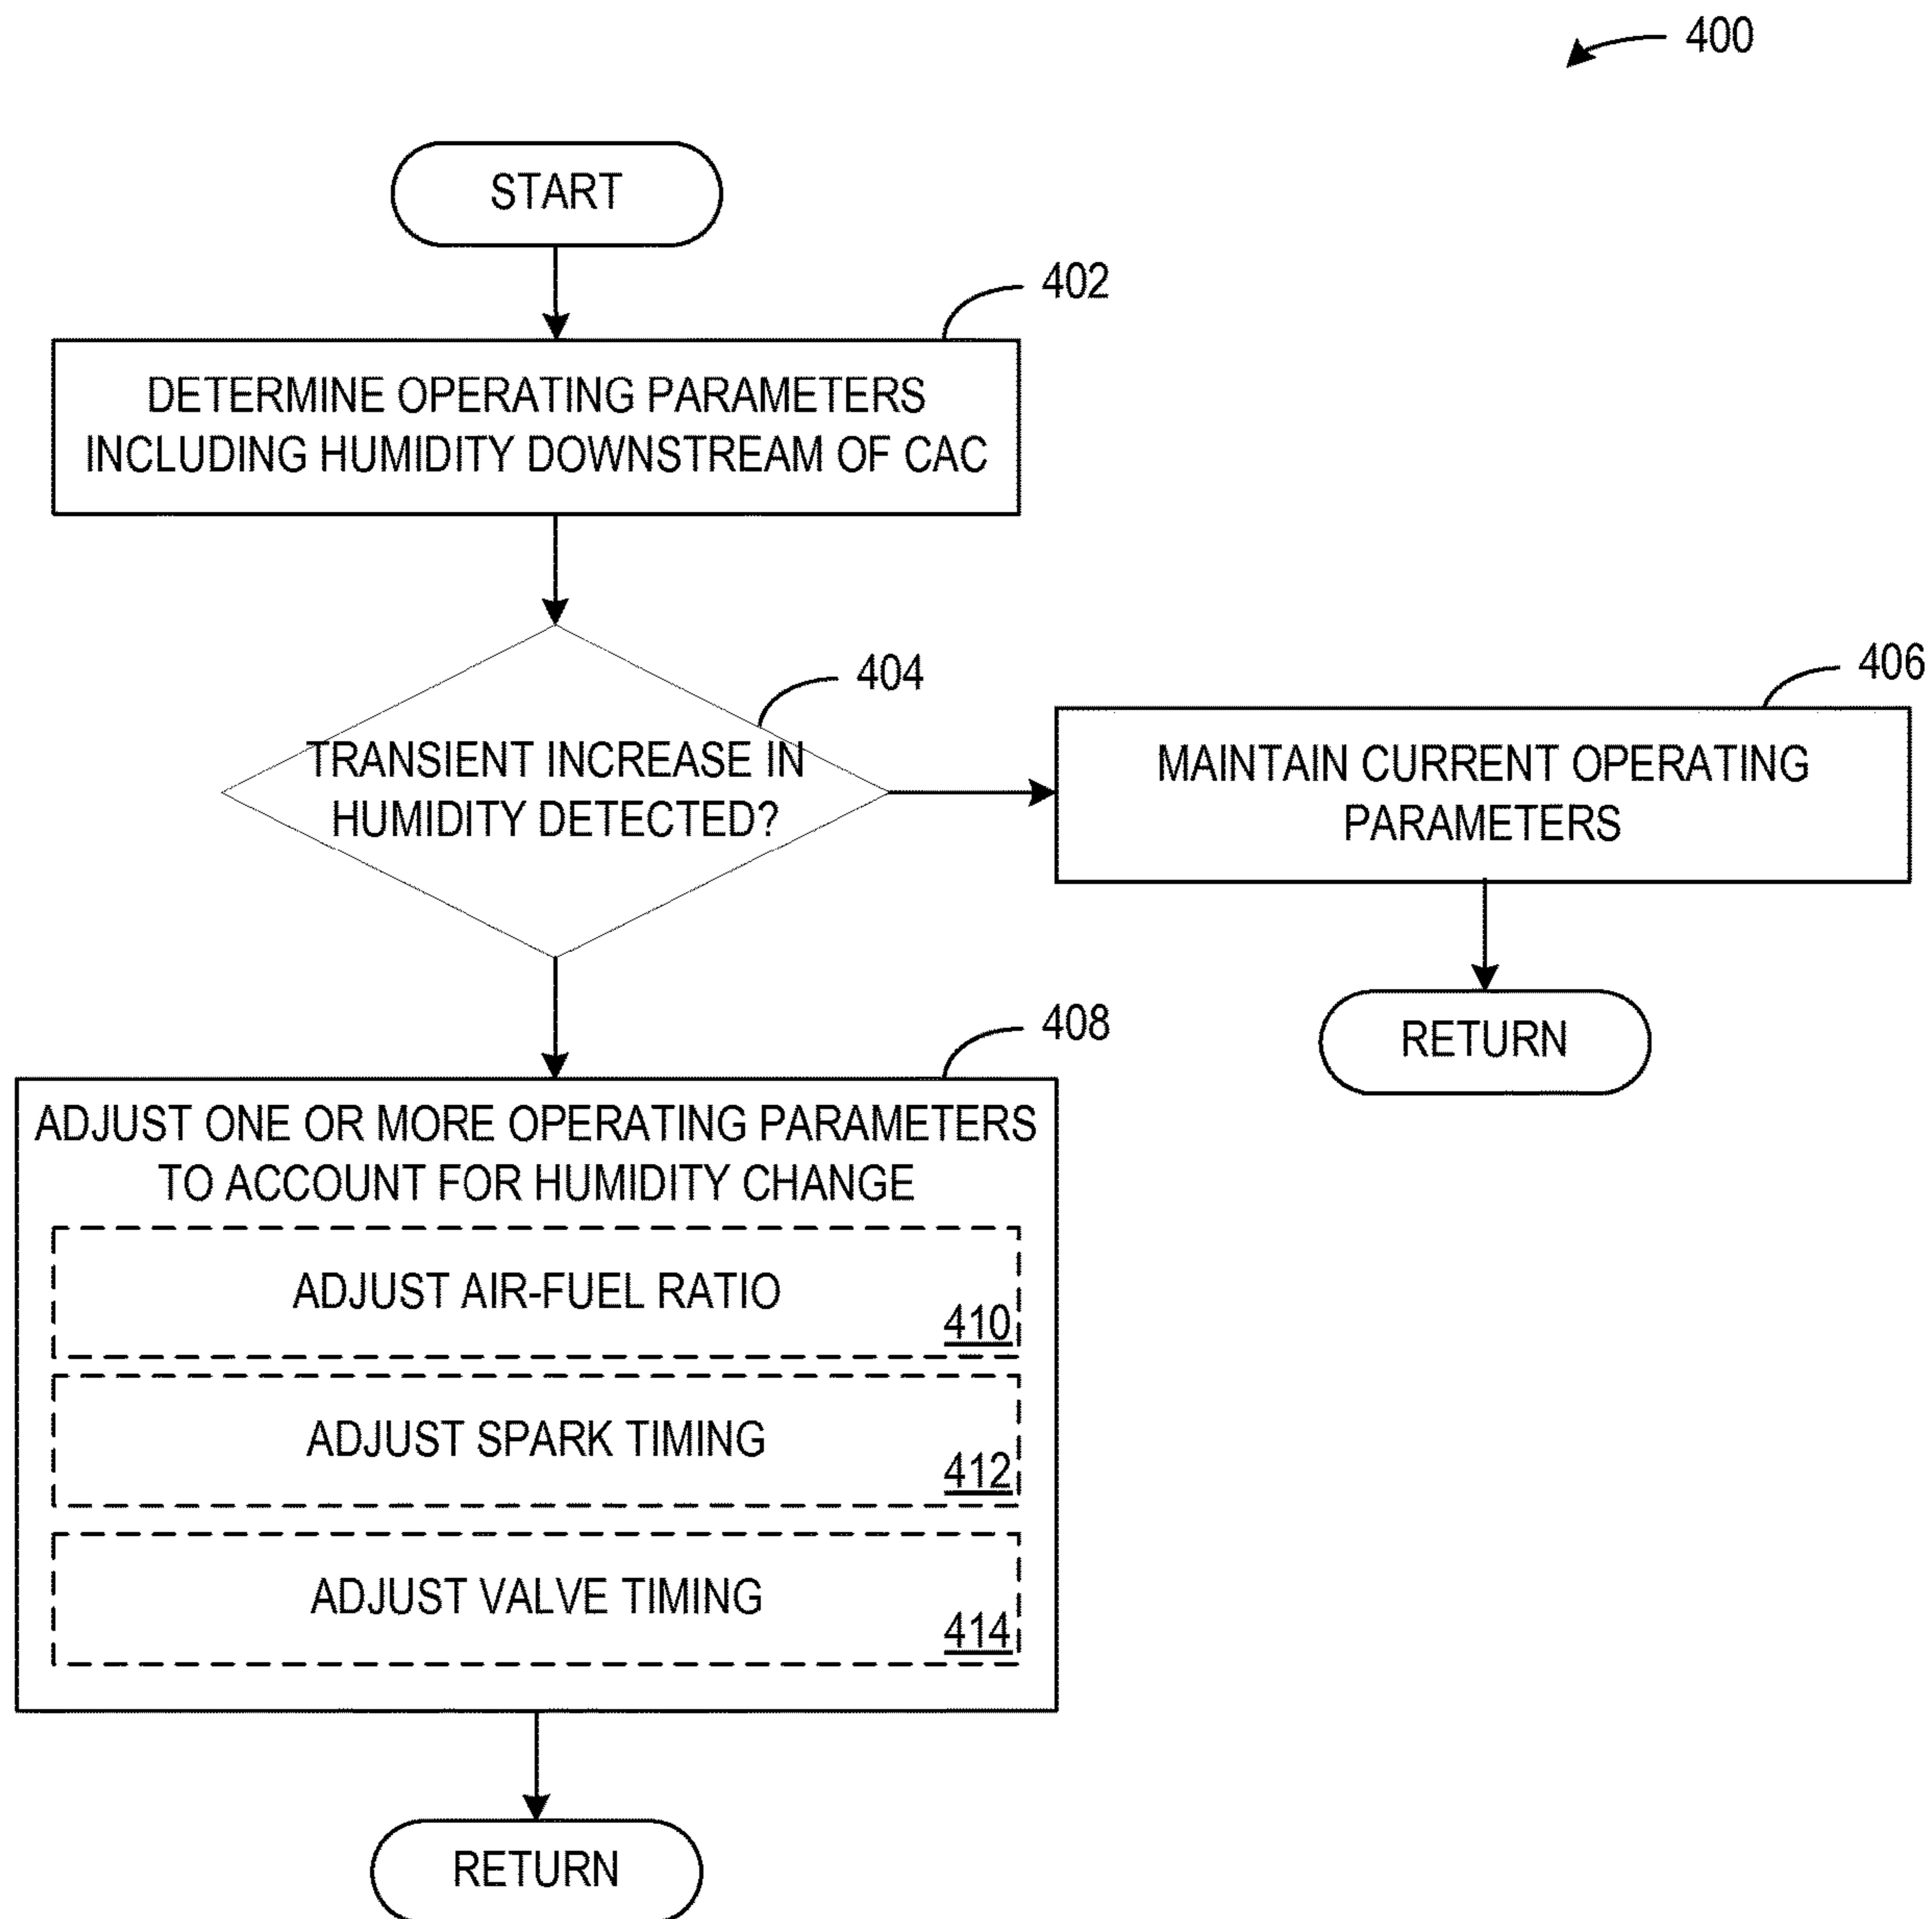 400
START
402
DETERMINE OPERATING PARAMETERS
INCLUDING HUMIDITY DOWNSTREAM OF CAC
404
TRANSIENT INCREASE IN
HUMIDITY DETECTED?
406
MAINTAIN CURRENT OPERATING
PARAMETERS
RETURN
408
ADJUST ONE OR MORE OPERATING PARAMETERS
TO ACCOUNT FOR HUMIDITY CHANGE
ADJUST AIR-FUEL RATIO
410
ADJUST SPARK TIMING
412
ADJUST VALVE TIMING
414
RETURN